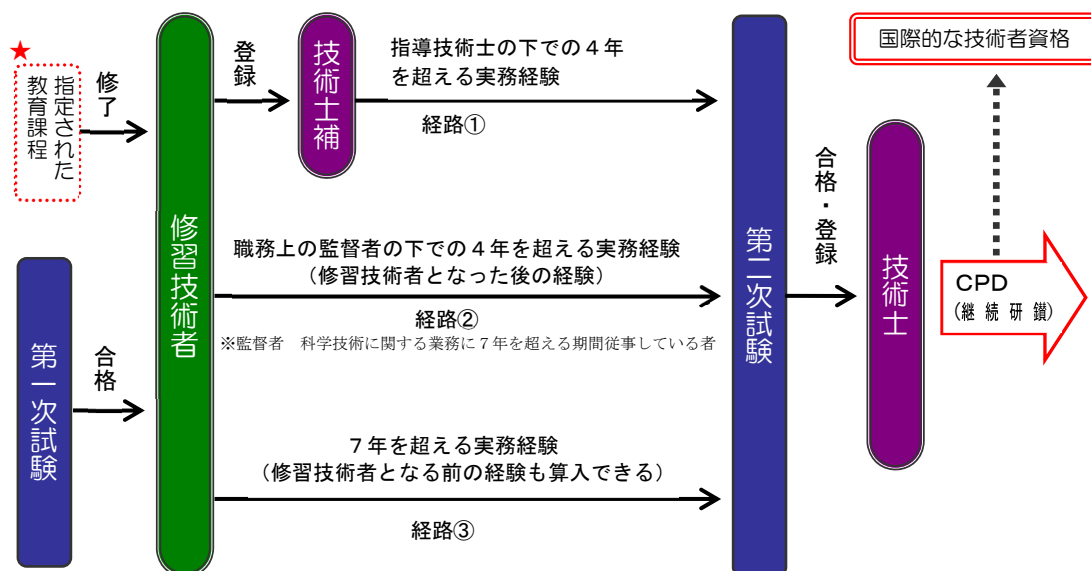 ★
指定された
教育課程
修了
第一次試験
合格
修習技術者
登録
技術士補
指導技術士の下での４年
を超える実務経験
経路①
職務上の監督者の下での４年を超える実務経験
（修習技術者となった後の経験）
経路②
※監督者　科学技術に関する業務に７年を超える期間従事している者
７年を超える実務経験
（修習技術者となる前の経験も算入できる）
経路③
第二次試験
合格・登録
技術士
国際的な技術者資格
CPD
（継 続 研 鑽）